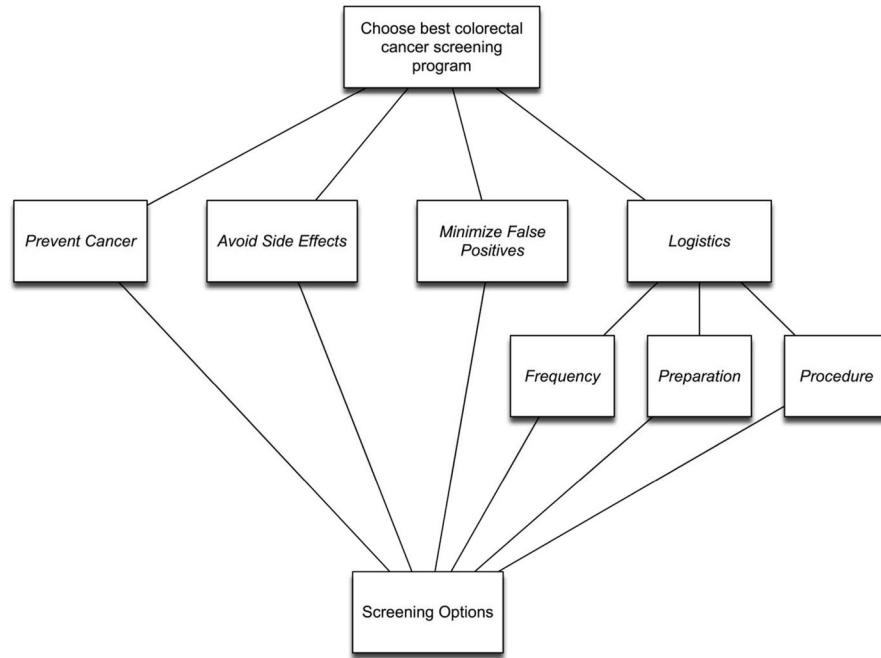 Choose best colorectal
cancer screening
program
Prevent Cancer
Avoid Side Effects
Minimize False
Positives
Logistics
Frequency
Preparation
Procedure
Screening Options